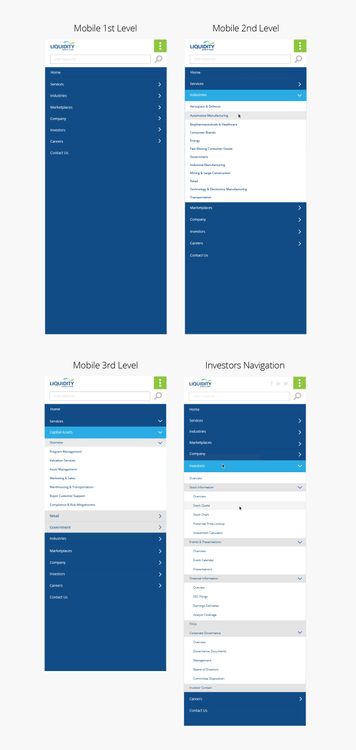 Mobile 1st Level
LIQUIDITY
Home
Services
Industries
Marketplaces
Company
Investors
Careers
Contact Us
Mobile 2nd Level
LIQUIDITY
Home
Services
Industries
Aerospace & Defense
Automotive Manufacturing
Biopharmaceuticals & Healthcare
Consumer Brands
Energy
Fast Moving Consumer Goods
Government
Industrial Manufacturing
Mining & Large Construction
Retail
Technology & Electronics Manufacturing
Transportation
Marketplaces
Company
Investors
Careers
Contact Us
Mobile 3rd Level
LIQUIDITY
Home
Services
Capital Assets
Overview
Program Management
Valuation Services
Asset Management
Marketing & Sales
Warehousing & Transportation
Buyer Customer Support
Compliance & Risk Mitigations
Retail
Government
Industries
Marketplaces
Company
Investors
Careers
Contact Us
Investors Navigation
LIQUIDITY
Home
Services
Industries
Marketplaces
Company
Investors
Overview
Stock Information
Overview
Stock Quote
Stock Chart
Historical Price Lookup
Investment Calculator
Events & Presentations
Overview
Event Calendar
Presentations
Financial Information
Overview
SEC Filings
Earnings Estimates
Analyst Coverage
FAQs
Corporate Governance
Overview
Governance Documents
Management
Board of Directors
Committee Composition
Investor Contact
Careers
Contact Us